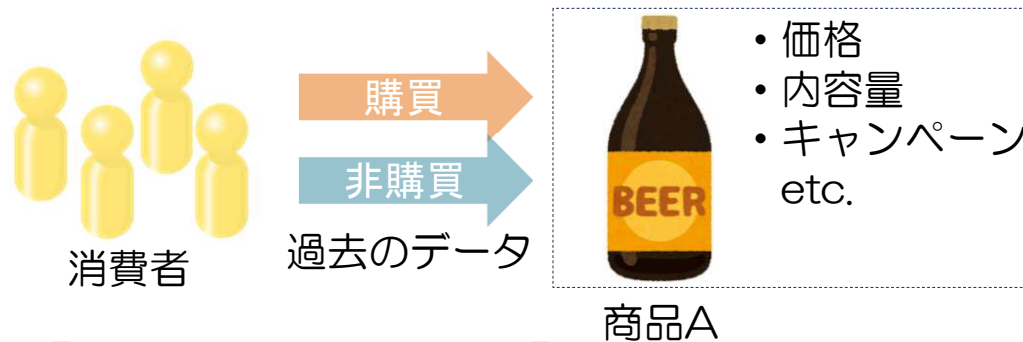 購買
非購買
過去のデータ
消費者
BEER
・価格
・内容量
・キャンペーン
etc.
商品A